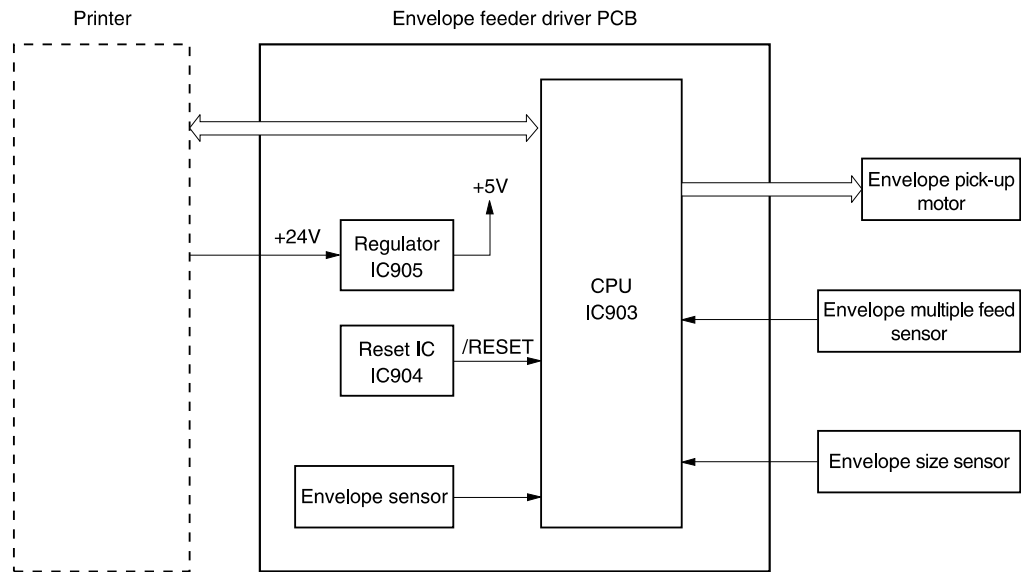 Printer
Envelope feeder driver PCB
+5V
+24V
Regulator
IC905
CPU
IC903
Reset IC
IC904
/RESET
Envelope sensor
Envelope pick-up
motor
Envelope multiple feed
sensor
Envelope size sensor